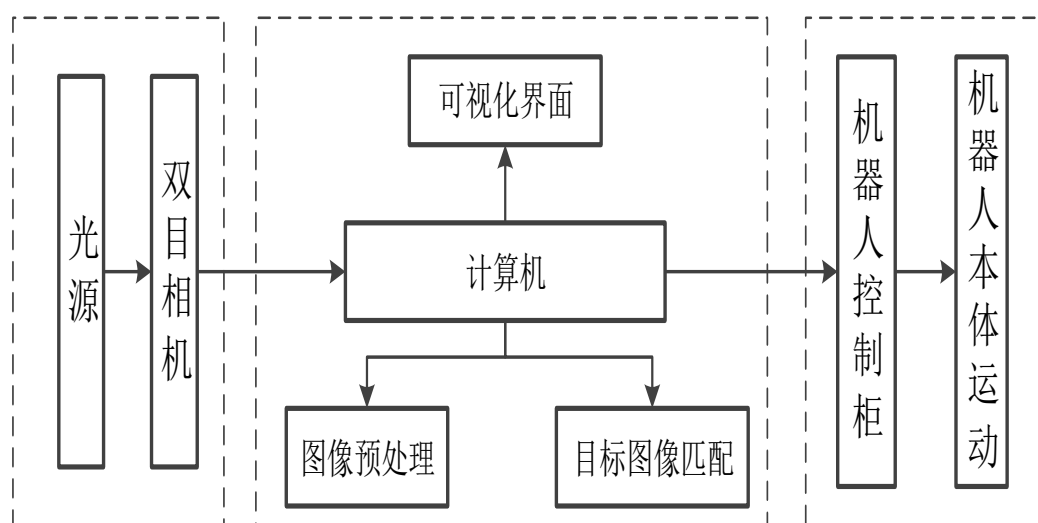 光源
双目相机
可视化界面
计算机
图像预处理
目标图像匹配
机器人控制柜
机器人本体运动